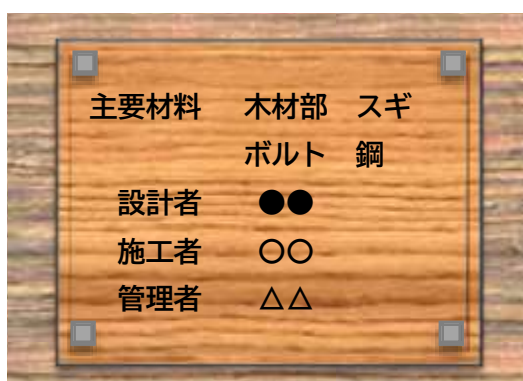 主要材料　木材部　スギ
ボルト　鋼
設計者　●●
施工者　○○
管理者　△△